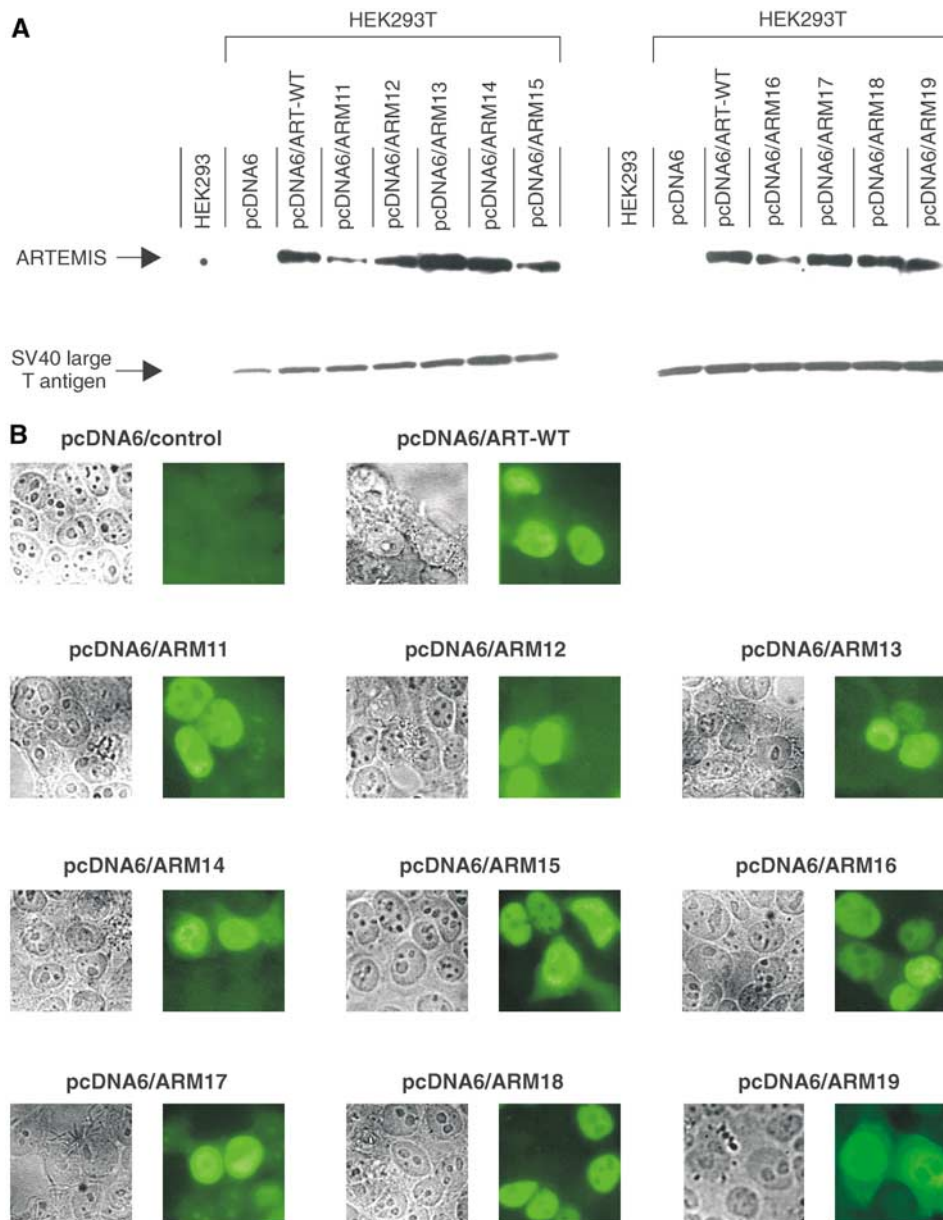 A
HEK293T
HEK293T
HEK293
pcDNA6
pcDNA6/ART-WT
pcDNA6/ARM11
pcDNA6/ARM12
pcDNA6/ARM13
pcDNA6/ARM14
pcDNA6/ARM15
HEK293
pcDNA6
pcDNA6/ART-WT
pcDNA6/ARM16
pcDNA6/ARM17
pcDNA6/ARM18
pcDNA6/ARM19
ARTEMIS
SV40 large
T antigen
B
pcDNA6/control
pcDNA6/ART-WT
pcDNA6/ARM11
pcDNA6/ARM12
pcDNA6/ARM13
pcDNA6/ARM14
pcDNA6/ARM15
pcDNA6/ARM16
pcDNA6/ARM17
pcDNA6/ARM18
pcDNA6/ARM19